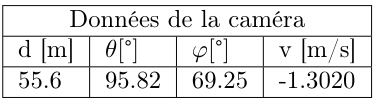 Données de la caméra
d [m] θ[°] φ[°] v [m/s]
55.6 95.82 69.25 -1.3020